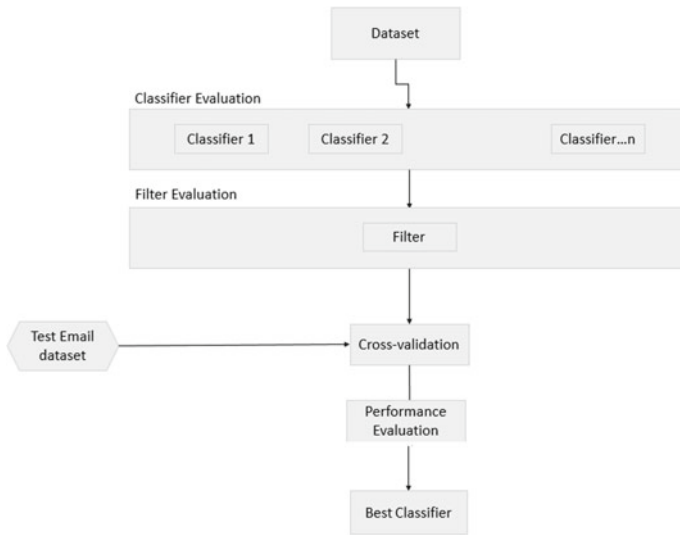 Dataset
Classifier Evaluation
Classifier 1
Classifier 2
Classifier...n
Filter Evaluation
Filter
Test Email
dataset
Cross-validation
Performance
Evaluation
Best Classifier